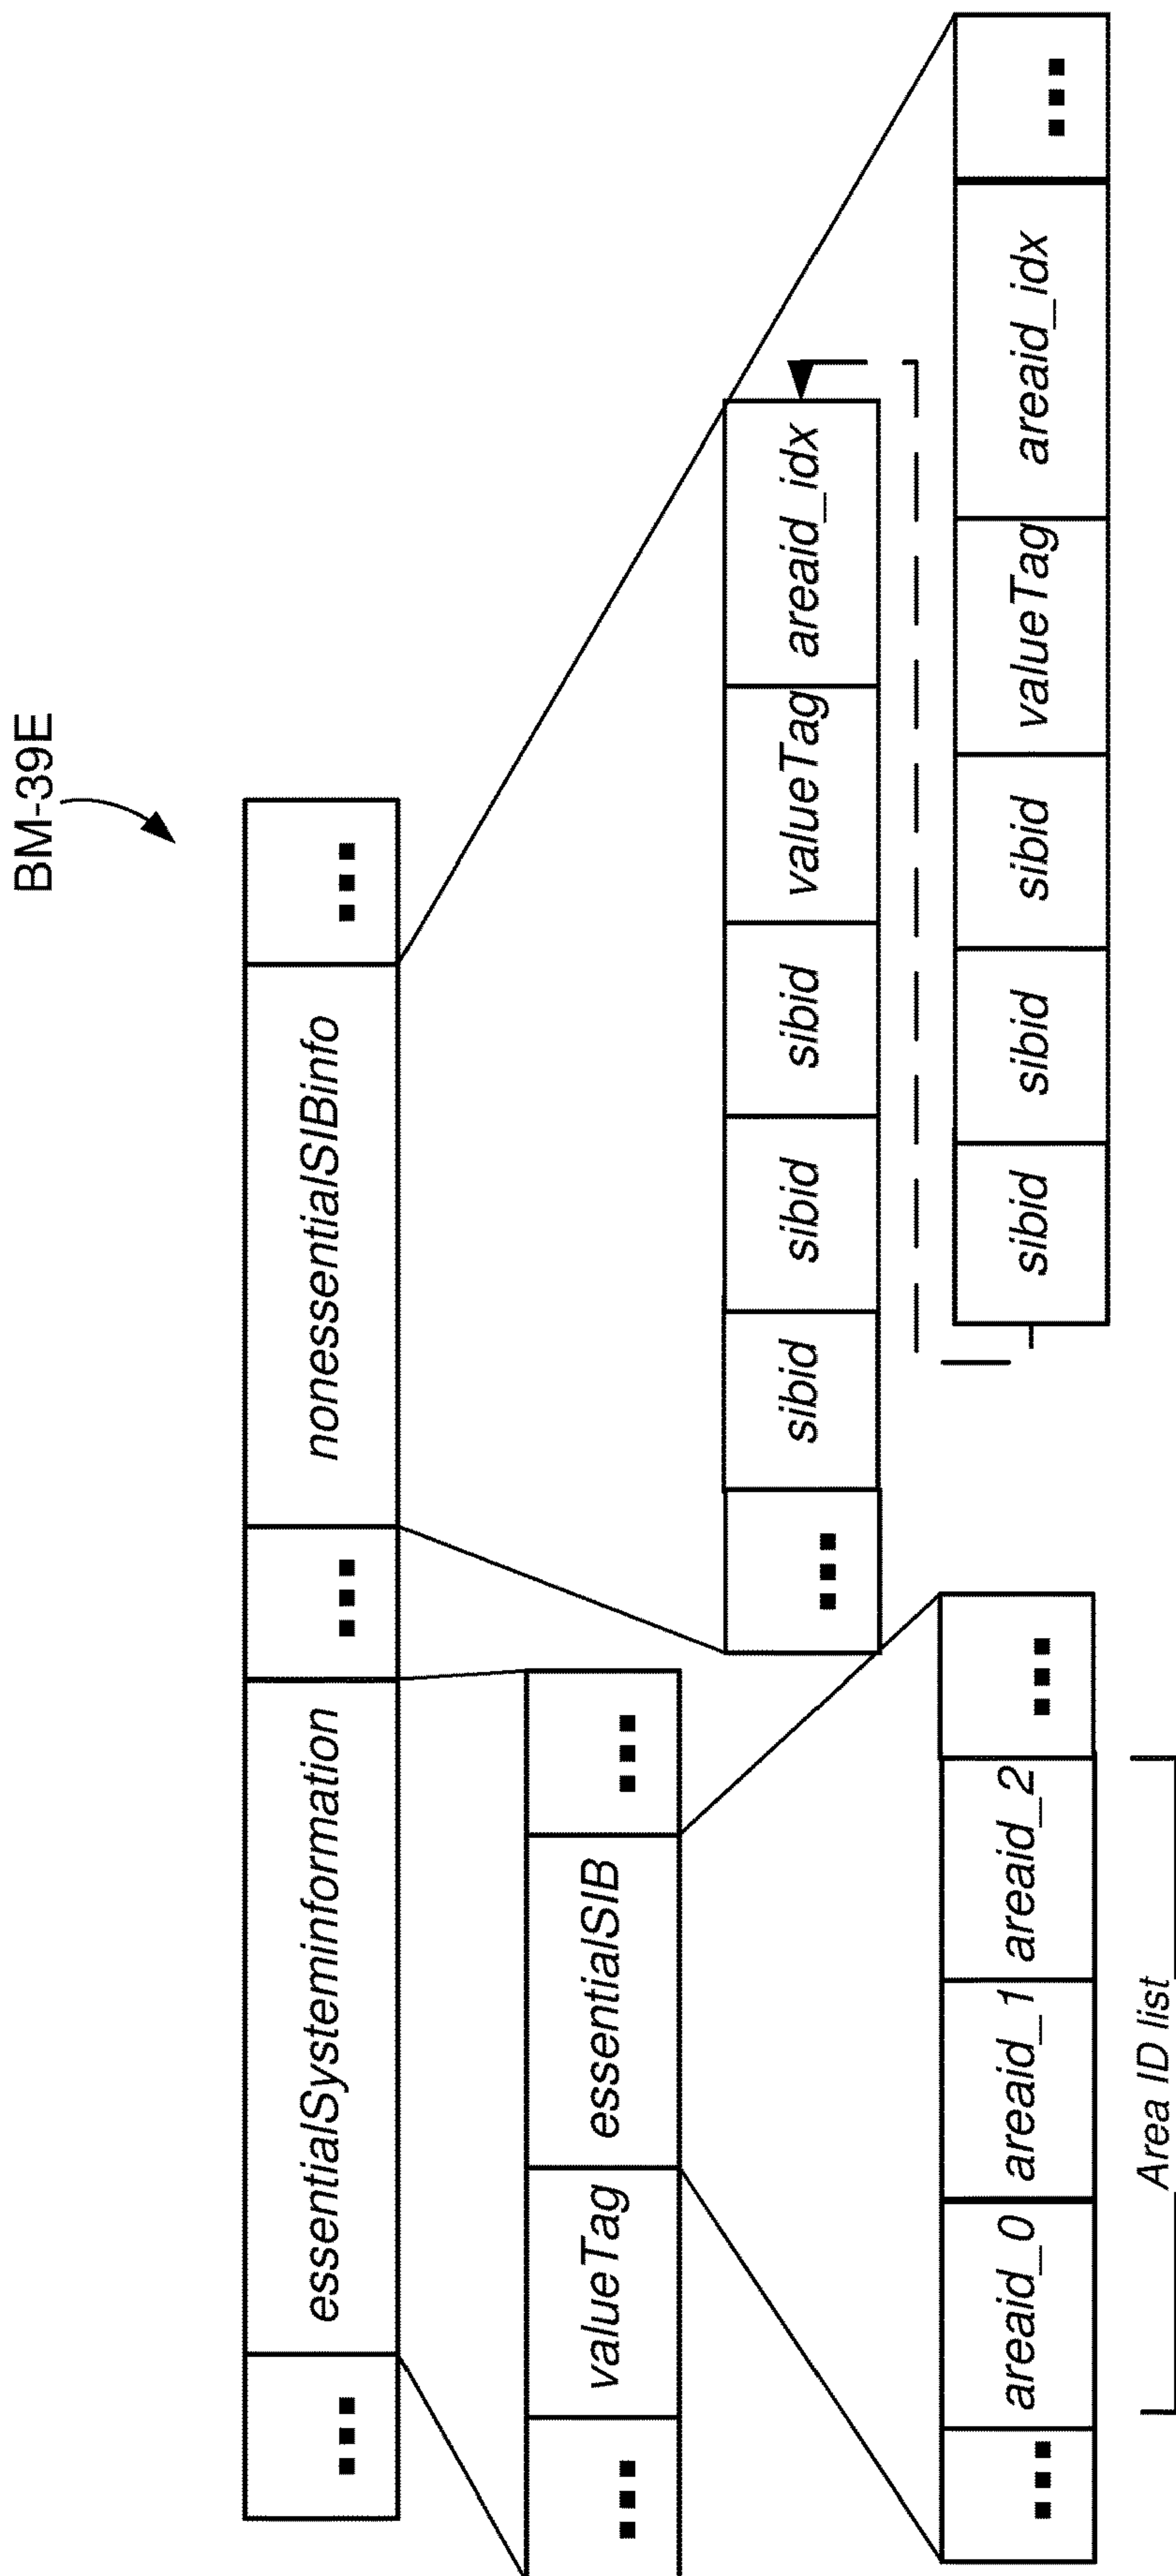 BM-39E
... essentialSysteminformation ... nonessentialSIBinfo ...
... valueTag essentialSIB ...
... sibid sibid sibid valueTag areaid_idx
sibid sibid sibid valueTag areaid_idx ...
... areaid_0 areaid_1 areaid_2 ...
Area ID list